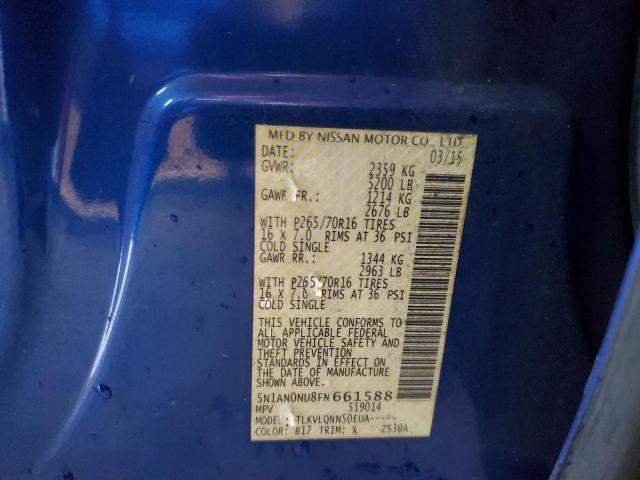 MFD BY NISSAN MOTOR CO., LTD.
DATE: 03/15
GVWR: 2359 KG
5200 LB
GAWR FR.: 1214 KG
2676 LB
WITH P265/70R16 TIRES
16 X 7.0 RIMS AT 36 PSI
COLD SINGLE
GAWR RR.: 1344 KG
2963 LB
WITH P265/70R16 TIRES
16 X 7.0 RIMS AT 36 PSI
COLD SINGLE
THIS VEHICLE CONFORMS TO
ALL APPLICABLE FEDERAL
MOTOR VEHICLE SAFETY AND
THEFT PREVENTION
STANDARDS IN EFFECT ON
THE DATE OF MANUFACTURE
SHOWN ABOVE.
5N1AN0NU8FN661588
MPV 519014
MODEL: TLKVLQNN50EUA-----
COLOR: B17 TRIM: X ZS30A